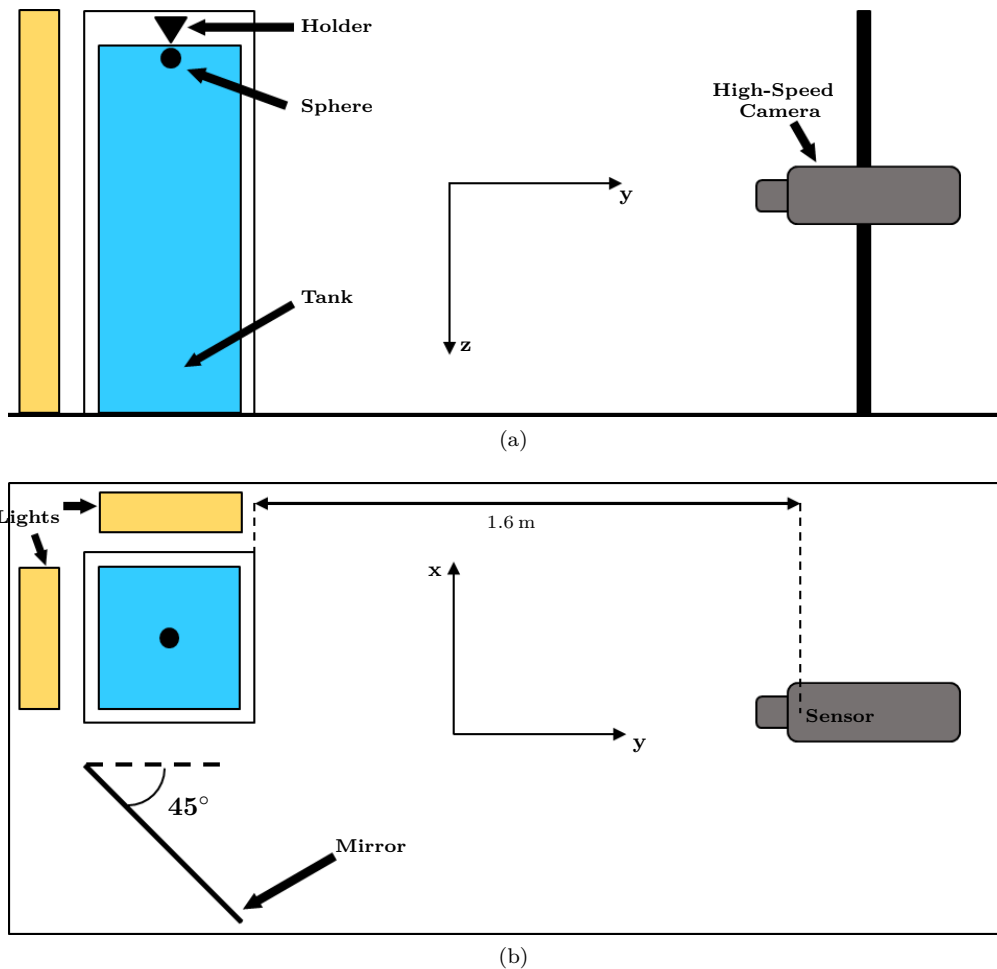 Holder
Sphere
High-Speed
Camera
y
Tank
z
(a)
Lights
1.6 m
x
Sensor
y
45°
Mirror
(b)